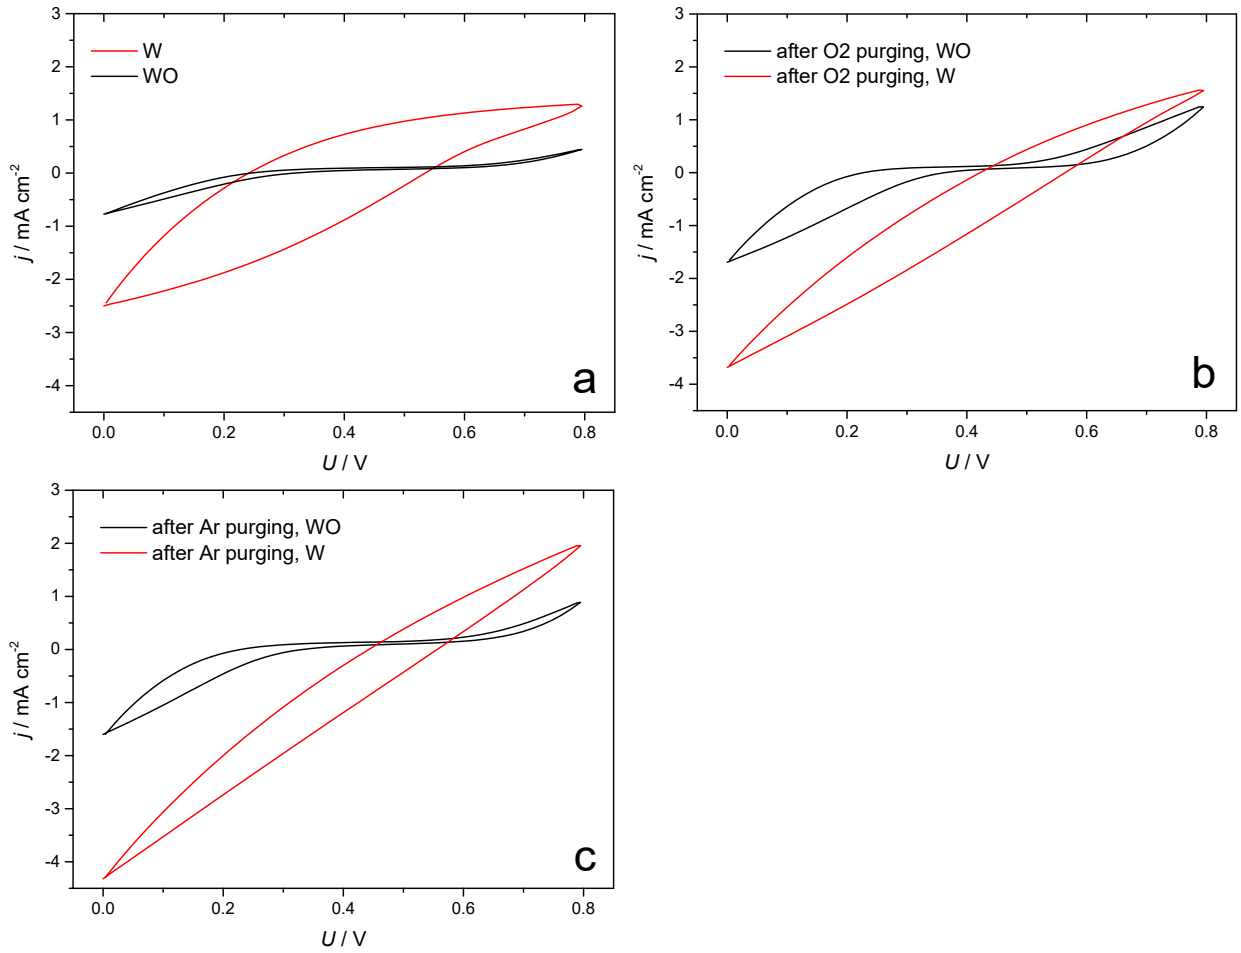 3
2
1
0
-1
-2
-3
-4
j / mA cm-2
W
WO
a
0.0 0.2 0.4 0.6 0.8
U / V
3
2
1
0
-1
-2
-3
-4
j / mA cm-2
after O2 purging, WO
after O2 purging, W
b
0.0 0.2 0.4 0.6 0.8
U / V
3
2
1
0
-1
-2
-3
-4
j / mA cm-2
after Ar purging, WO
after Ar purging, W
c
0.0 0.2 0.4 0.6 0.8
U / V